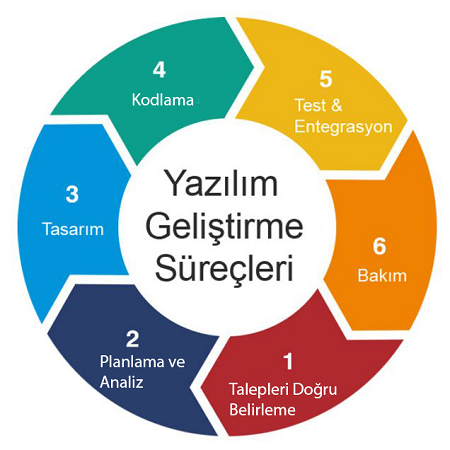 Yazılım
Geliştirme
Süreçleri
1
Talepleri Doğru
Belirleme
2
Planlama ve
Analiz
3
Tasarım
4
Kodlama
5
Test &
Entegrasyon
6
Bakım